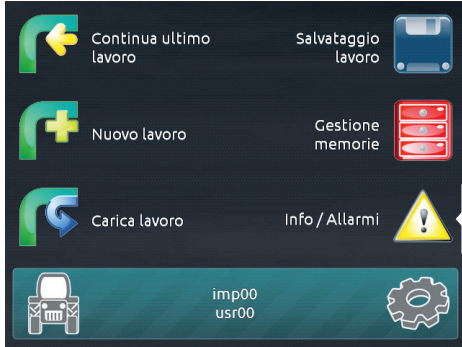 Continua ultimo
lavoro
Salvataggio
lavoro
Nuovo lavoro
Gestione
memorie
Carica lavoro
Info / Allarmi
imp00
usr00